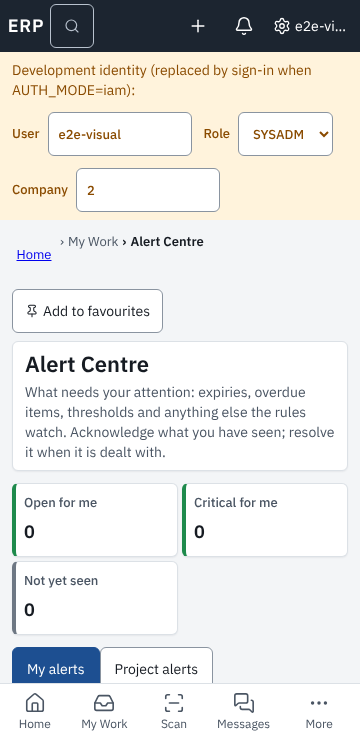 ERP
e2e-vi...
Development identity (replaced by sign-in when
AUTH_MODE=iam):
User e2e-visual Role SYSADM
Company 2
Home › My Work › Alert Centre
Add to favourites
Alert Centre
What needs your attention: expiries, overdue
items, thresholds and anything else the rules
watch. Acknowledge what you have seen; resolve
it when it is dealt with.
Open for me Critical for me
0 0
Not yet seen
0
My alerts Project alerts
Home My Work Scan Messages More